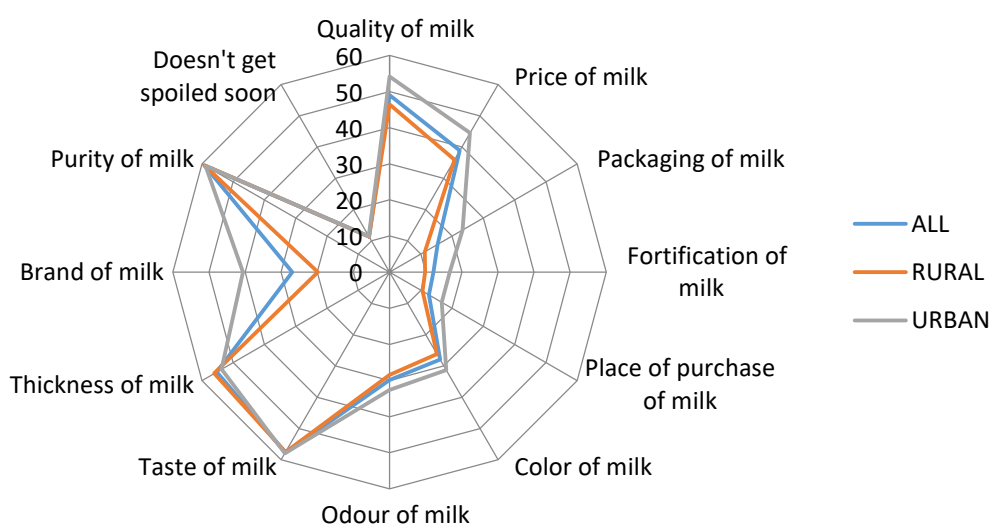 Quality of milk
Price of milk
Packaging of milk
Fortification of
milk
Place of purchase
of milk
Color of milk
Odour of milk
Taste of milk
Thickness of milk
Brand of milk
Purity of milk
Doesn't get
spoiled soon
60
50
40
30
20
10
0
ALL
RURAL
URBAN